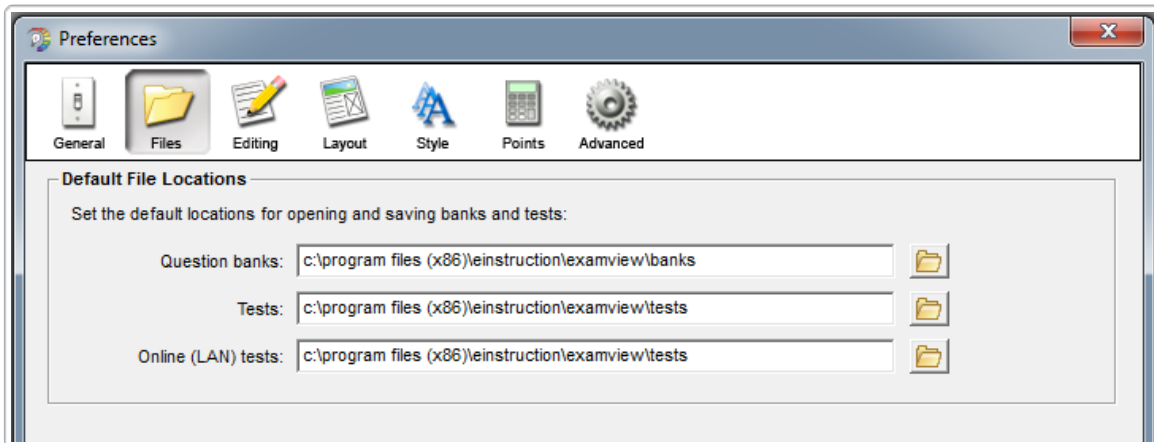 Preferences
General Files Editing Layout Style Points Advanced
Default File Locations
Set the default locations for opening and saving banks and tests:
Question banks: c:\program files (x86)\einstruction\examview\banks
Tests: c:\program files (x86)\einstruction\examview\tests
Online (LAN) tests: c:\program files (x86)\einstruction\examview\tests